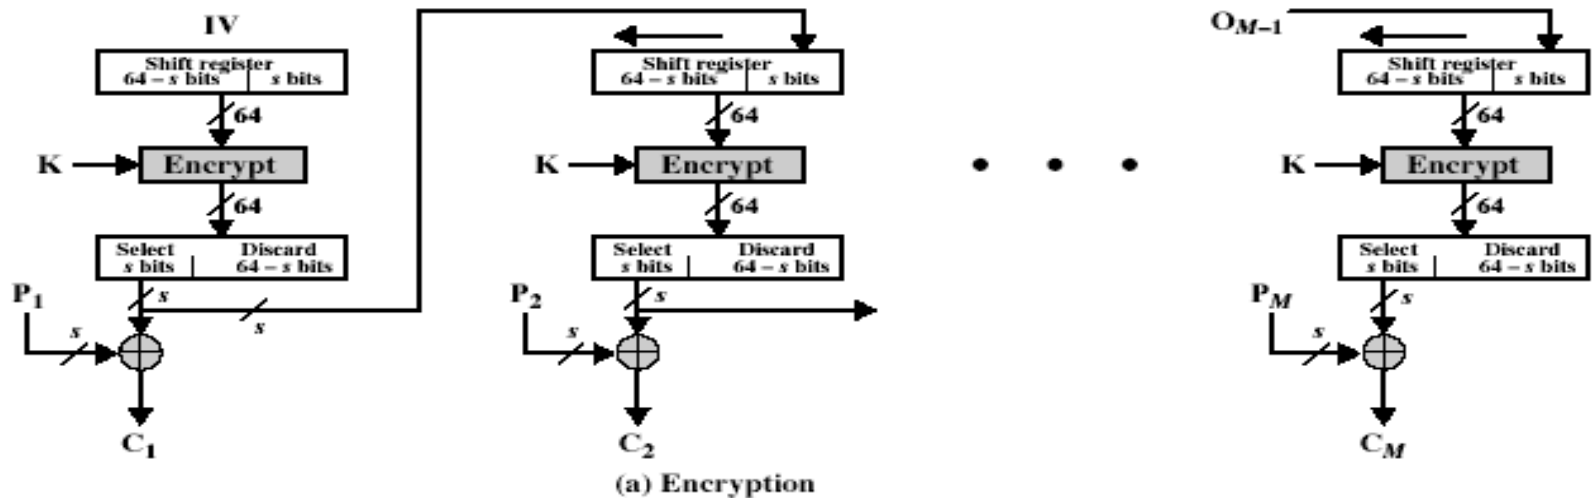 IV
Shift register
64 – s bits s bits
64
K
Encrypt
64
Select Discard
s bits 64 – s bits
P1
s
s
s
C1
Shift register
64 – s bits s bits
64
K
Encrypt
64
Select Discard
s bits 64 – s bits
P2
s
s
C2
• • •
OM–1
Shift register
64 – s bits s bits
64
K
Encrypt
64
Select Discard
s bits 64 – s bits
PM
s
s
CM
(a) Encryption